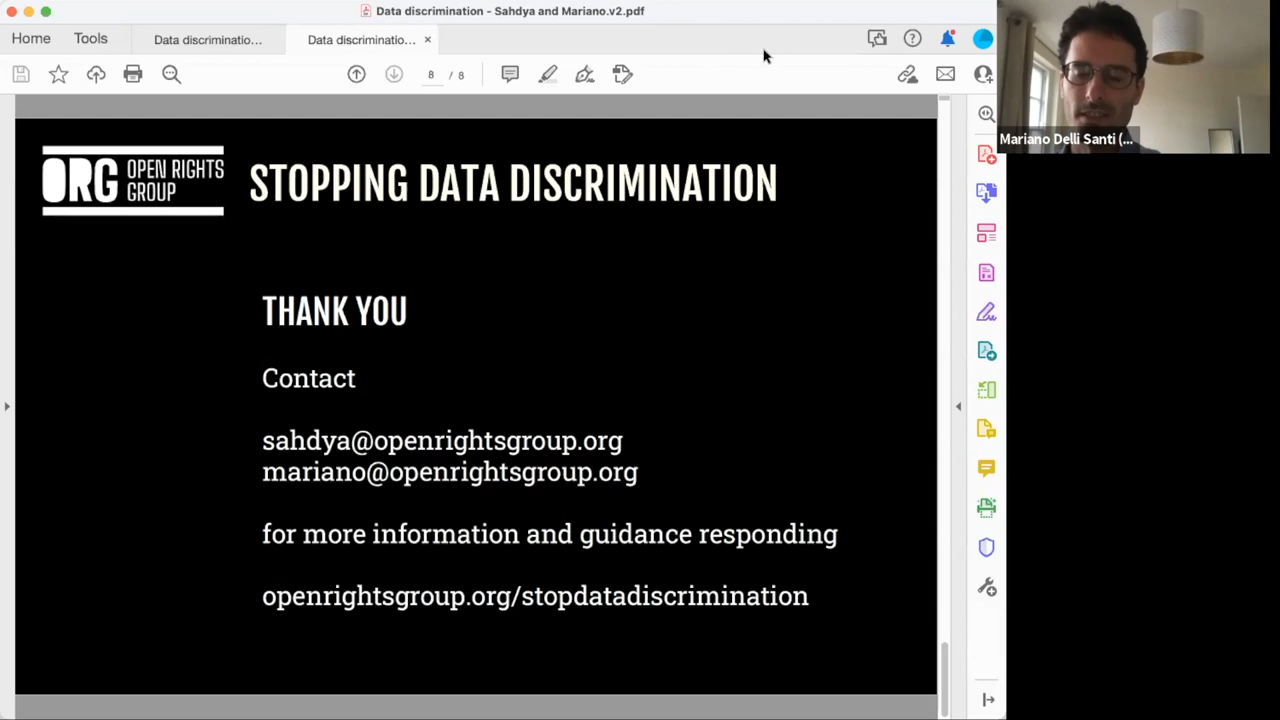 Data discrimination - Sahdya and Mariano.v2.pdf
Home
Tools
Data discriminatio...
Data discriminatio... ×
8 / 8
Mariano Delli Santi (...
ORG OPEN RIGHTS
GROUP
STOPPING DATA DISCRIMINATION
THANK YOU
Contact
sahdya@openrightsgroup.org
mariano@openrightsgroup.org
for more information and guidance responding
openrightsgroup.org/stopdatadiscrimination